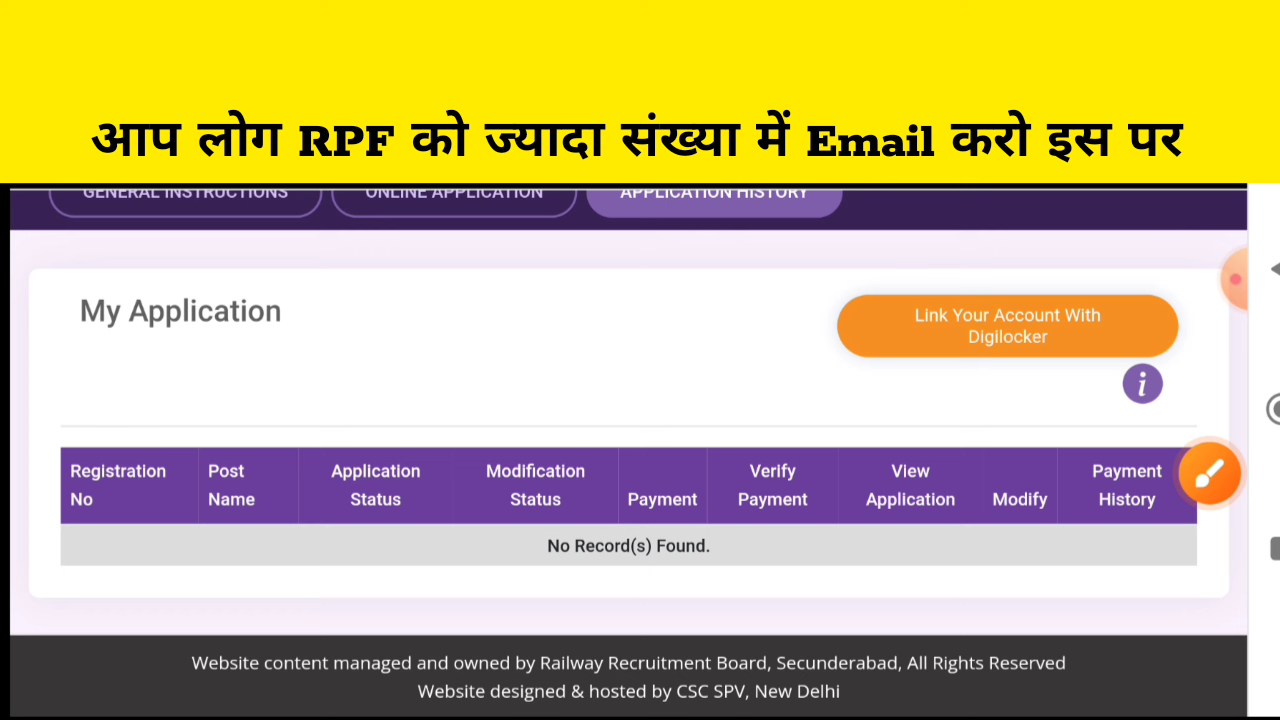 आप लोग RPF को ज्यादा संख्या में Email करो इस पर
GENERAL INSTRUCTIONS ONLINE APPLICATION APPLICATION HISTORY
My Application
Link Your Account With
Digilocker
i
Registration No Post Name Application Status Modification Status Payment Verify Payment View Application Modify Payment History
No Record(s) Found.
Website content managed and owned by Railway Recruitment Board, Secunderabad, All Rights Reserved
Website designed & hosted by CSC SPV, New Delhi